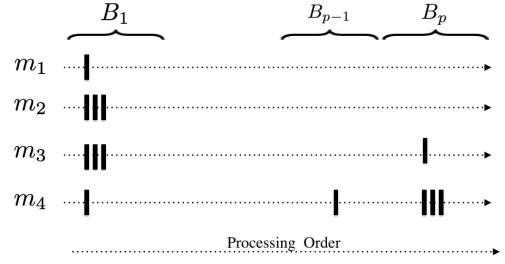 B₁ Bₚ₋₁ Bₚ
m₁
m₂
m₃
m₄
Processing Order